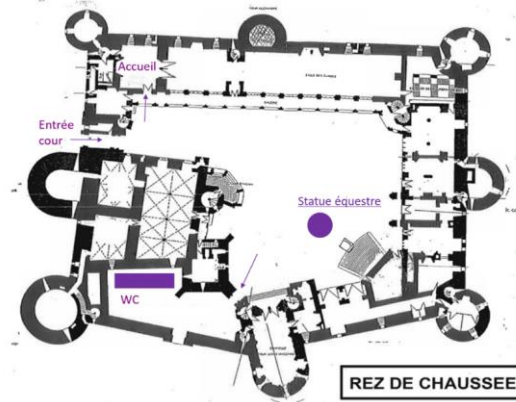 Accueil
Entrée
cour
Statue équestre
WC
REZ DE CHAUSSEE